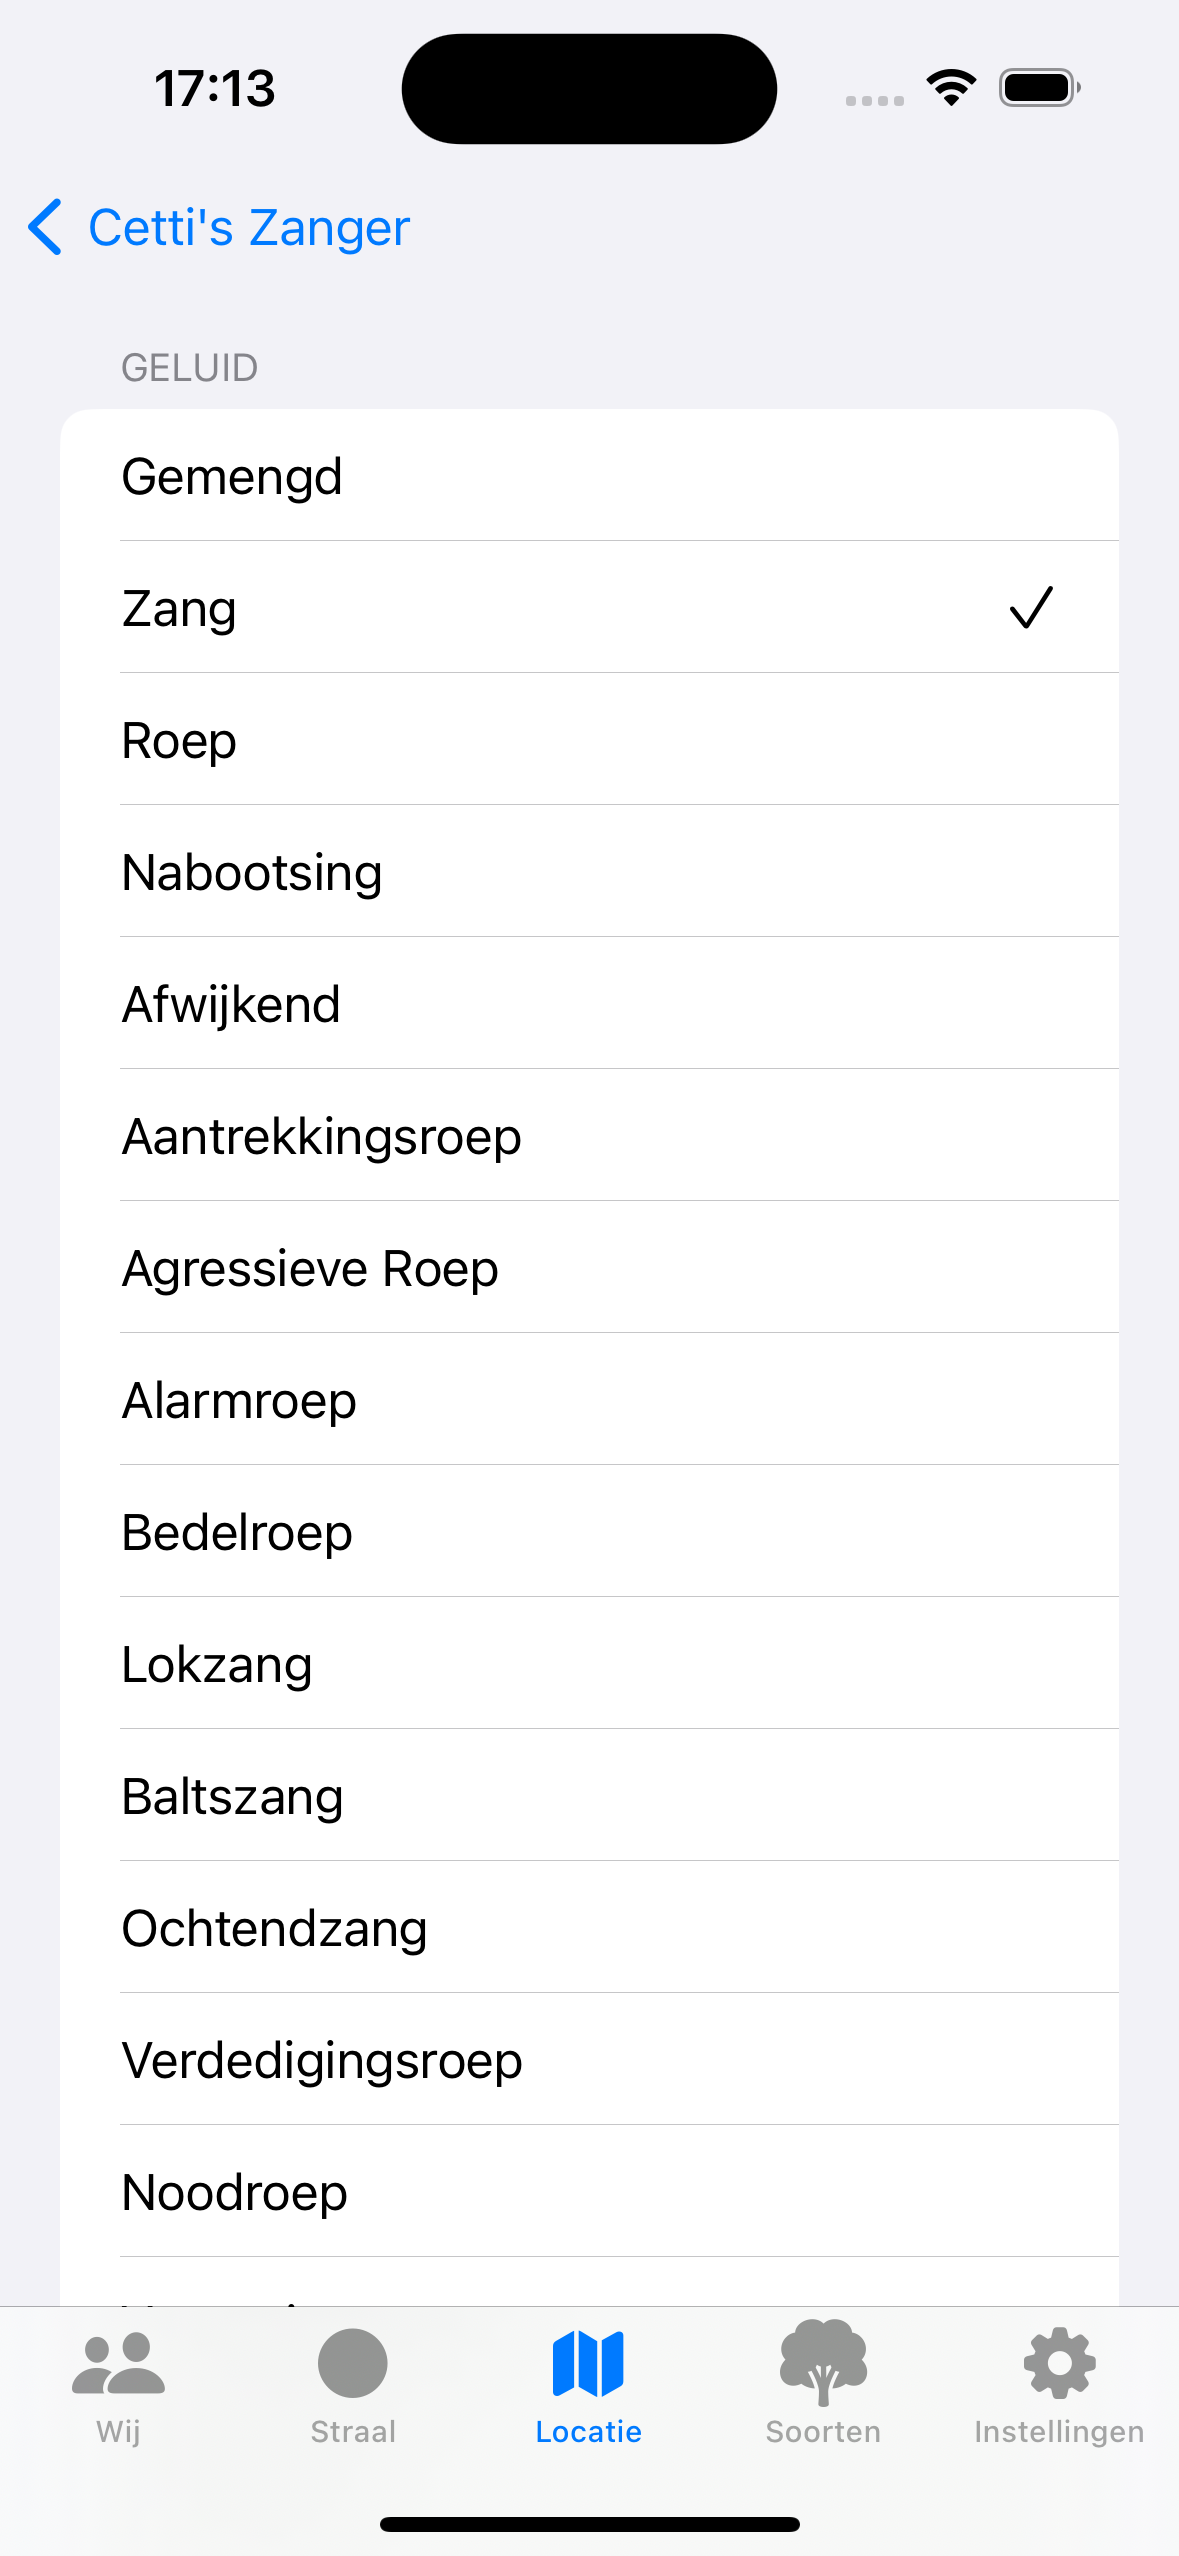 17:13
Cetti's Zanger
GELUID
Gemengd
Zang
Roep
Nabootsing
Afwijkend
Aantrekkingsroep
Agressieve Roep
Alarmroep
Bedelroep
Lokzang
Baltszang
Ochtendzang
Verdedigingsroep
Noodroep
Wij
Straal
Locatie
Soorten
Instellingen